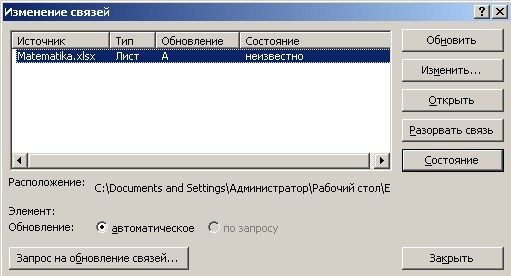 Изменение связей
Источник Тип Обновление Состояние
Matematika.xlsx Лист А неизвестно
Обновить
Изменить...
Открыть
Разорвать связь
Состояние
Расположение: C:\Documents and Settings\Администратор\Рабочий стол\E
Элемент:
Обновление: автоматическое по запросу
Запрос на обновление связей... Закрыть